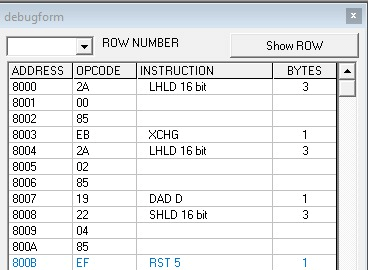 debugform x
ROW NUMBER Show ROW
ADDRESS OPCODE INSTRUCTION BYTES
8000 2A LHLD 16 bit 3
8001 00
8002 85
8003 EB XCHG 1
8004 2A LHLD 16 bit 3
8005 02
8006 85
8007 19 DAD D 1
8008 22 SHLD 16 bit 3
8009 04
800A 85
800B EF RST 5 1